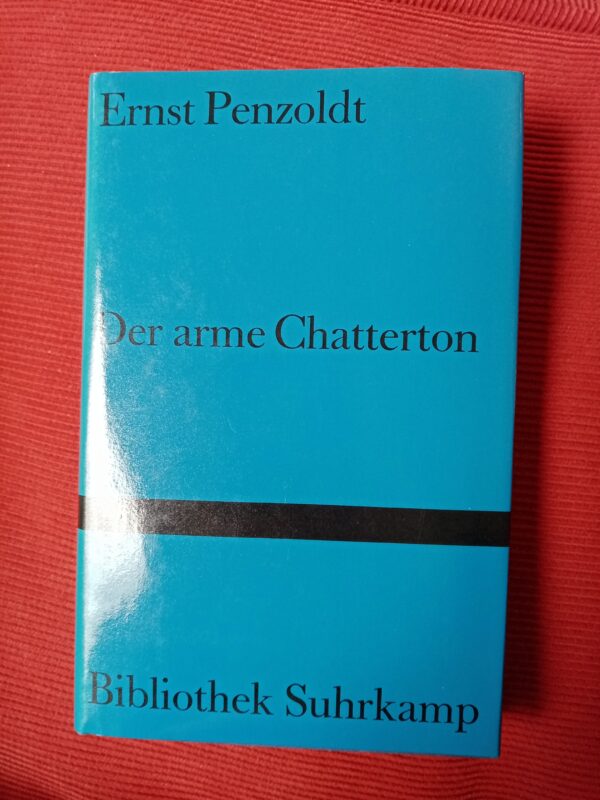 Ernst Penzoldt
Der arme Chatterton
Bibliothek Suhrkamp